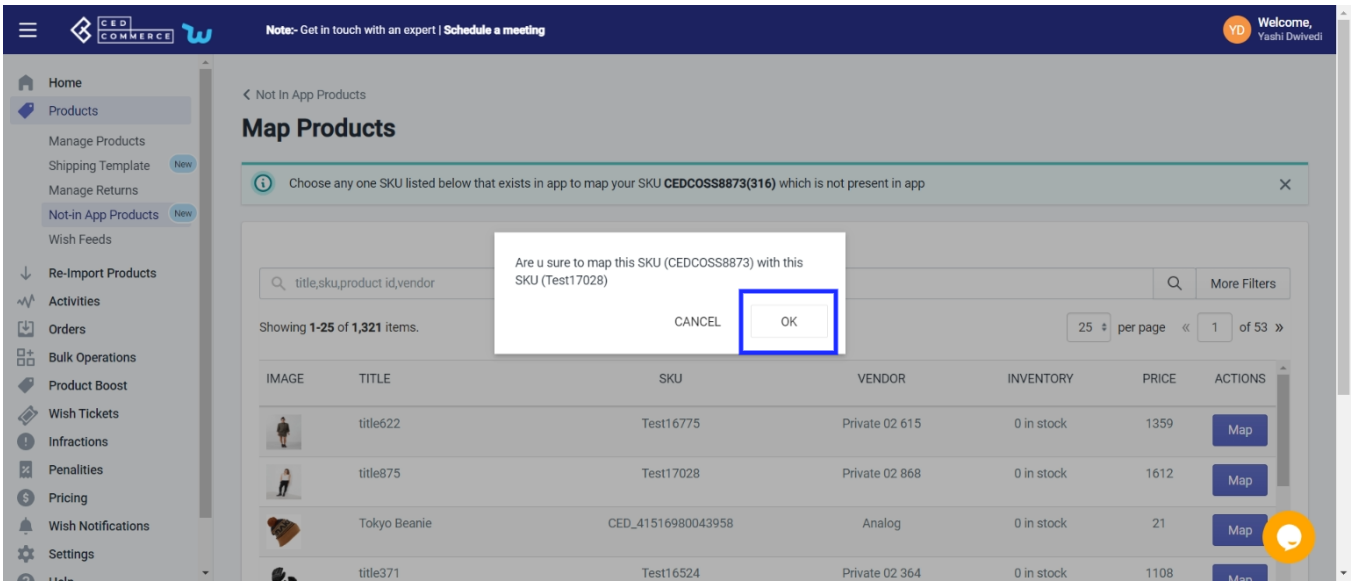 CED COMMERCE
Note:- Get in touch with an expert | Schedule a meeting
YD
Welcome,
Yashi Dwivedi
Home
Products
Manage Products
Shipping Template New
Manage Returns
Not-in App Products New
Wish Feeds
Re-Import Products
Activities
Orders
Bulk Operations
Product Boost
Wish Tickets
Infractions
Penalities
Pricing
Wish Notifications
Settings
Help
Not In App Products
Map Products
Choose any one SKU listed below that exists in app to map your SKU CEDCOSS8873(316) which is not present in app
Are u sure to map this SKU (CEDCOSS8873) with this
SKU (Test17028)
CANCEL OK
title,sku,product id,vendor
More Filters
Showing 1-25 of 1,321 items.
25 per page « 1 of 53 »
IMAGE TITLE SKU VENDOR INVENTORY PRICE ACTIONS
title622 Test16775 Private 02 615 0 in stock 1359 Map
title875 Test17028 Private 02 868 0 in stock 1612 Map
Tokyo Beanie CED_41516980043958 Analog 0 in stock 21 Map
title371 Test16524 Private 02 364 0 in stock 1108 Map